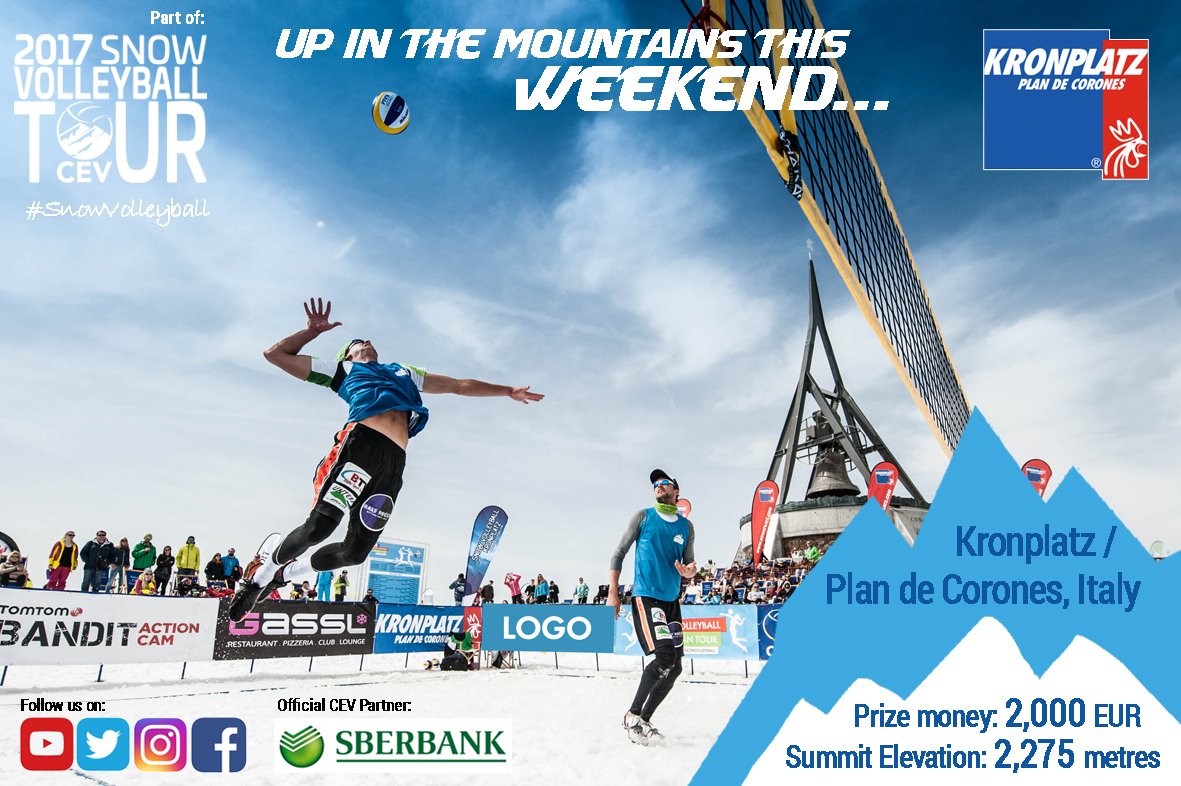 Part of:
2017 SNOW
VOLLEYBALL
TOUR
CEV
#SnowVolleyball
UP IN THE MOUNTAINS THIS
WEEKEND...
KRONPLATZ
PLAN DE CORONES
®
Kronplatz /
Plan de Corones, Italy
TOMTOM
BANDIT ACTION
CAM
GASSL
RESTAURANT . PIZZERIA . CLUB . LOUNGE
KRONPLATZ
PLAN DE CORONES
LOGO
Follow us on:
Official CEV Partner:
SBERBANK
Prize money: 2,000 EUR
Summit Elevation: 2,275 metres